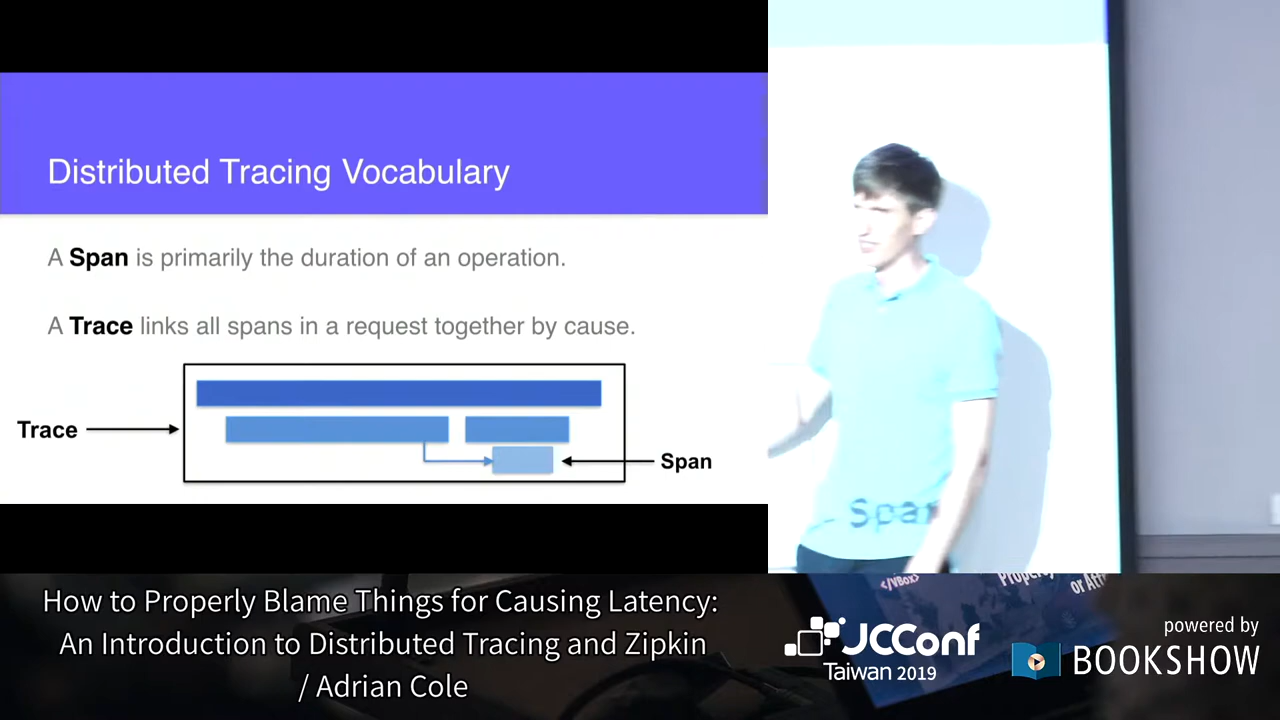 Distributed Tracing Vocabulary
A Span is primarily the duration of an operation.
A Trace links all spans in a request together by cause.
Trace
Span
Span
</VBox>
How to Properly Blame Things for Causing Latency:
An Introduction to Distributed Tracing and Zipkin
/ Adrian Cole
JCConf
Taiwan 2019
powered by
BOOKSHOW